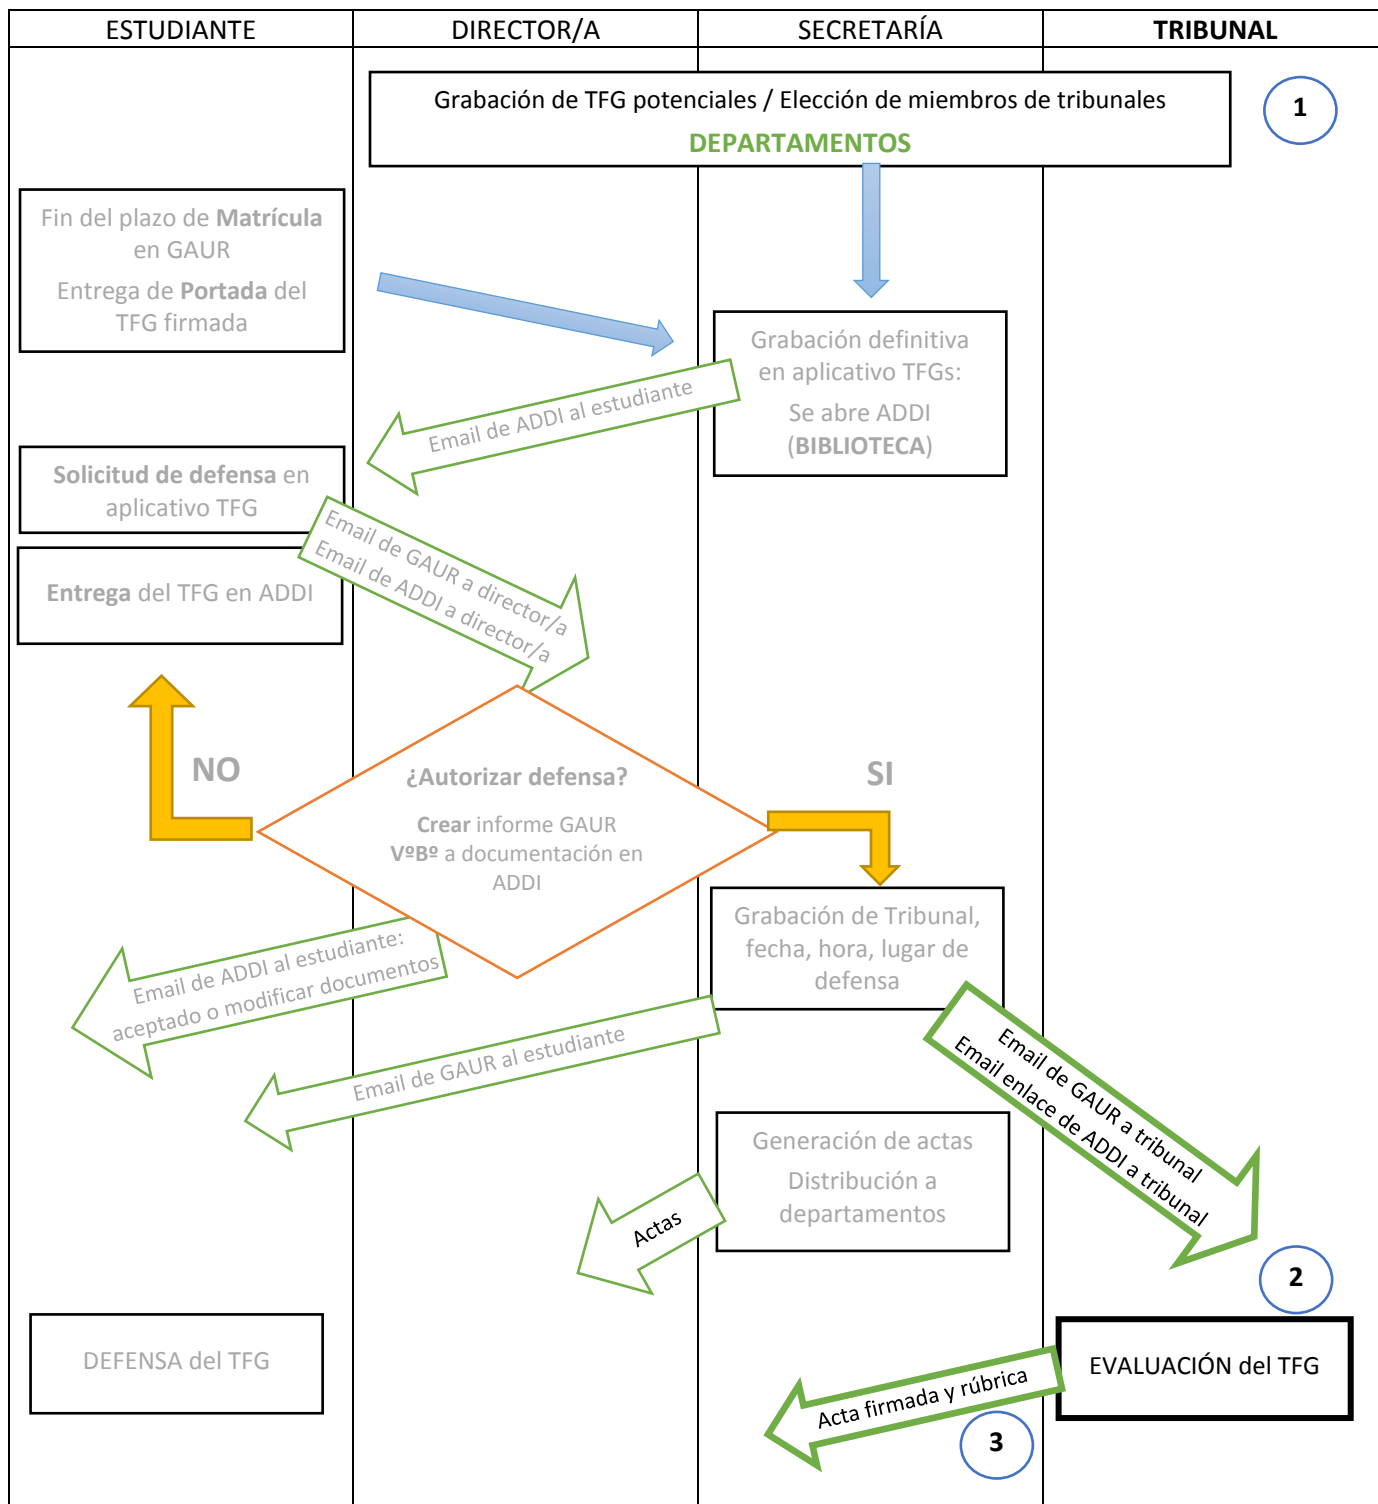 ESTUDIANTE
DIRECTOR/A
SECRETARÍA
TRIBUNAL
Grabación de TFG potenciales / Elección de miembros de tribunales
DEPARTAMENTOS
1
Fin del plazo de Matrícula
en GAUR
Entrega de Portada del
TFG firmada
Grabación definitiva
en aplicativo TFGs:
Se abre ADDI
(BIBLIOTECA)
Email de ADDI al estudiante
Solicitud de defensa en
aplicativo TFG
Entrega del TFG en ADDI
Email de GAUR a director/a
Email de ADDI a director/a
NO
¿Autorizar defensa?
Crear informe GAUR
VºBº a documentación en
ADDI
SI
Grabación de Tribunal,
fecha, hora, lugar de
defensa
Email de ADDI al estudiante:
aceptado o modificar documentos
Email de GAUR al estudiante
Email de GAUR a tribunal
Email enlace de ADDI a tribunal
Generación de actas
Distribución a
departamentos
Actas
2
DEFENSA del TFG
EVALUACIÓN del TFG
Acta firmada y rúbrica
3